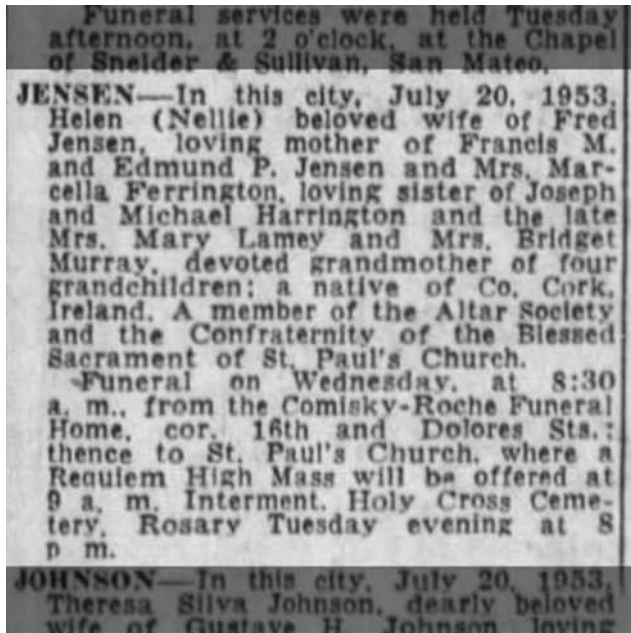 Funeral services were held Tuesday
afternoon, at 2 o'clock, at the Chapel
of Sneider & Sullivan, San Mateo.
JENSEN—In this city, July 20, 1953,
Helen (Nellie) beloved wife of Fred
Jensen, loving mother of Francis M.
and Edmund P. Jensen and Mrs. Mar-
cella Ferrington, loving sister of Joseph
and Michael Harrington and the late
Mrs. Mary Lamey and Mrs. Bridget
Murray, devoted grandmother of four
grandchildren; a native of Co. Cork,
Ireland. A member of the Altar Society
and the Confraternity of the Blessed
Sacrament of St. Paul's Church.
Funeral on Wednesday, at 8:30
a. m., from the Comisky-Roche Funeral
Home, cor. 16th and Dolores Sts.;
thence to St. Paul's Church, where a
Requiem High Mass will be offered at
9 a. m. Interment, Holy Cross Ceme-
tery. Rosary Tuesday evening at 8
p m.
JOHNSON—In this city, July 20, 1953,
Theresa Silva Johnson, dearly beloved
wife of Gustave H. Johnson, loving